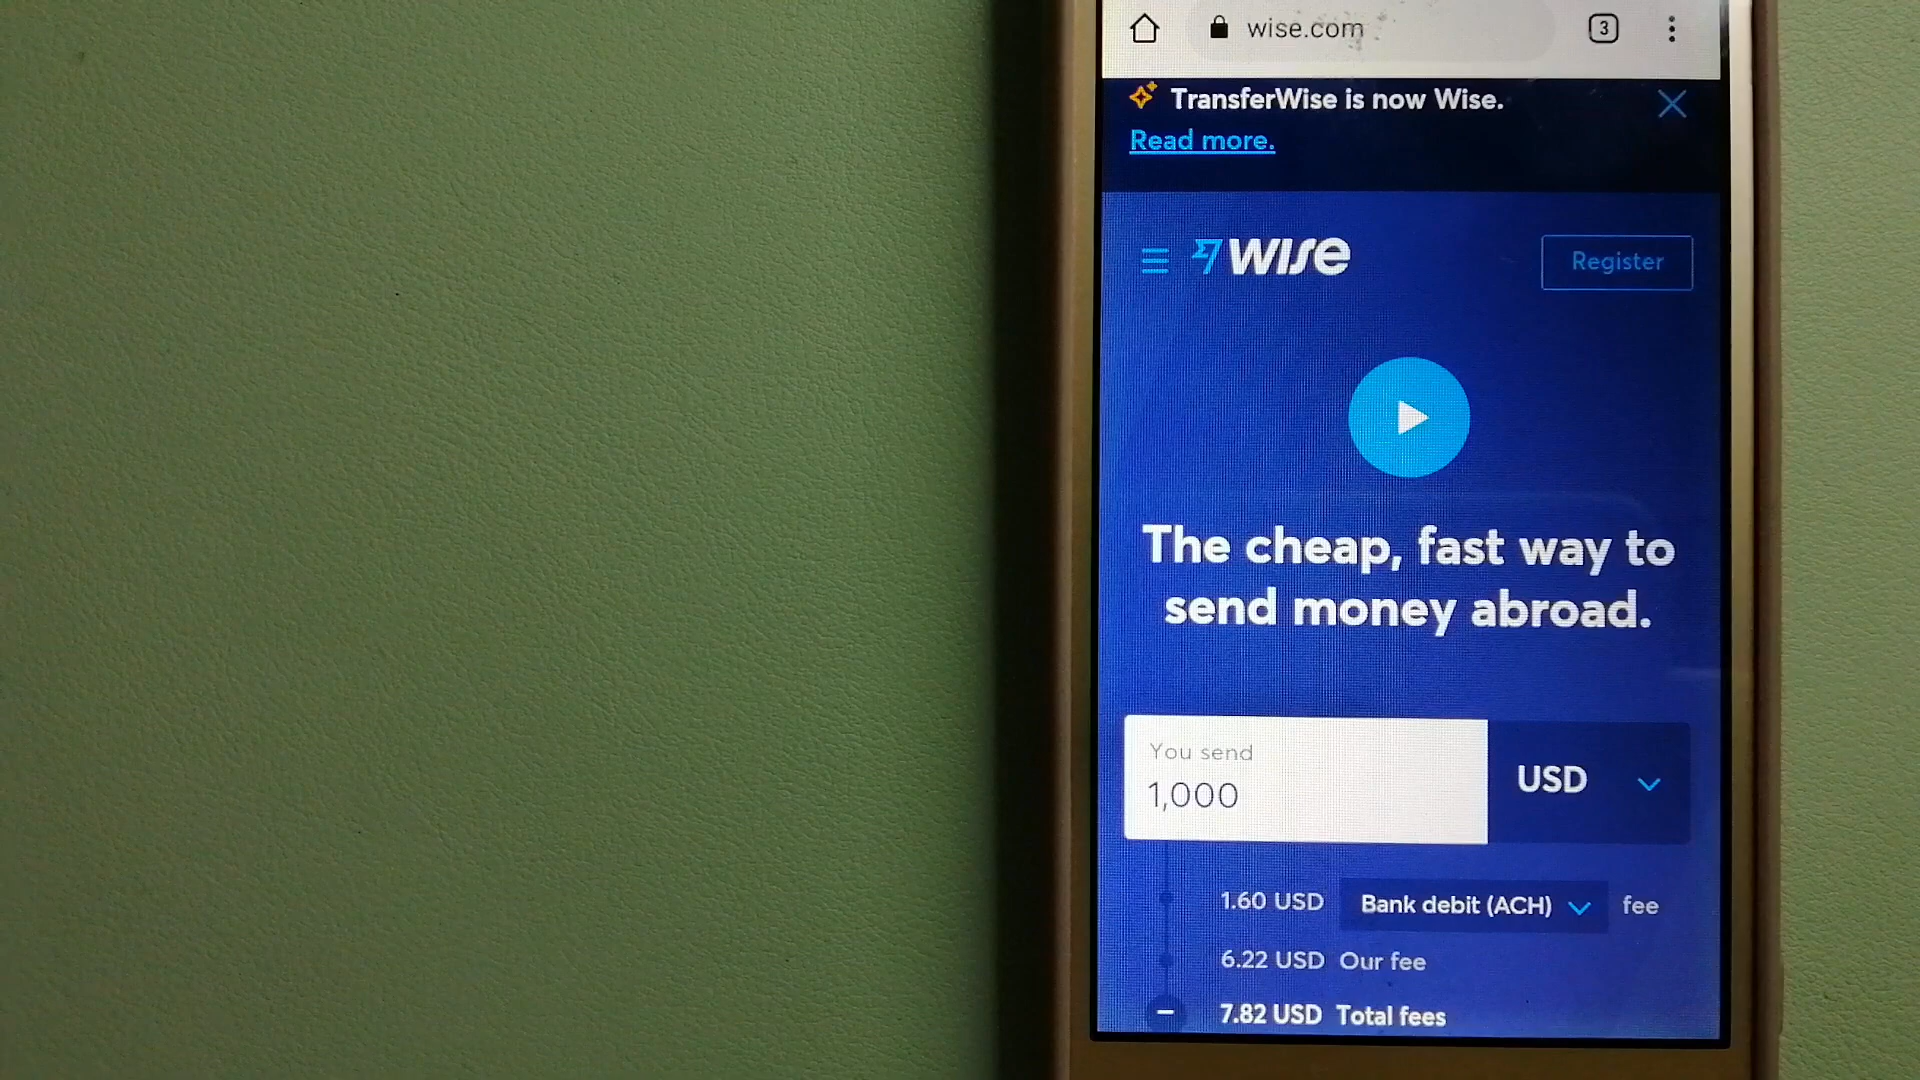 wise.com
3
TransferWise is now Wise.
Read more.
wise
Register
The cheap, fast way to
send money abroad.
You send
1,000
USD
1.60 USD Bank debit (ACH) fee
6.22 USD Our fee
7.82 USD Total fees